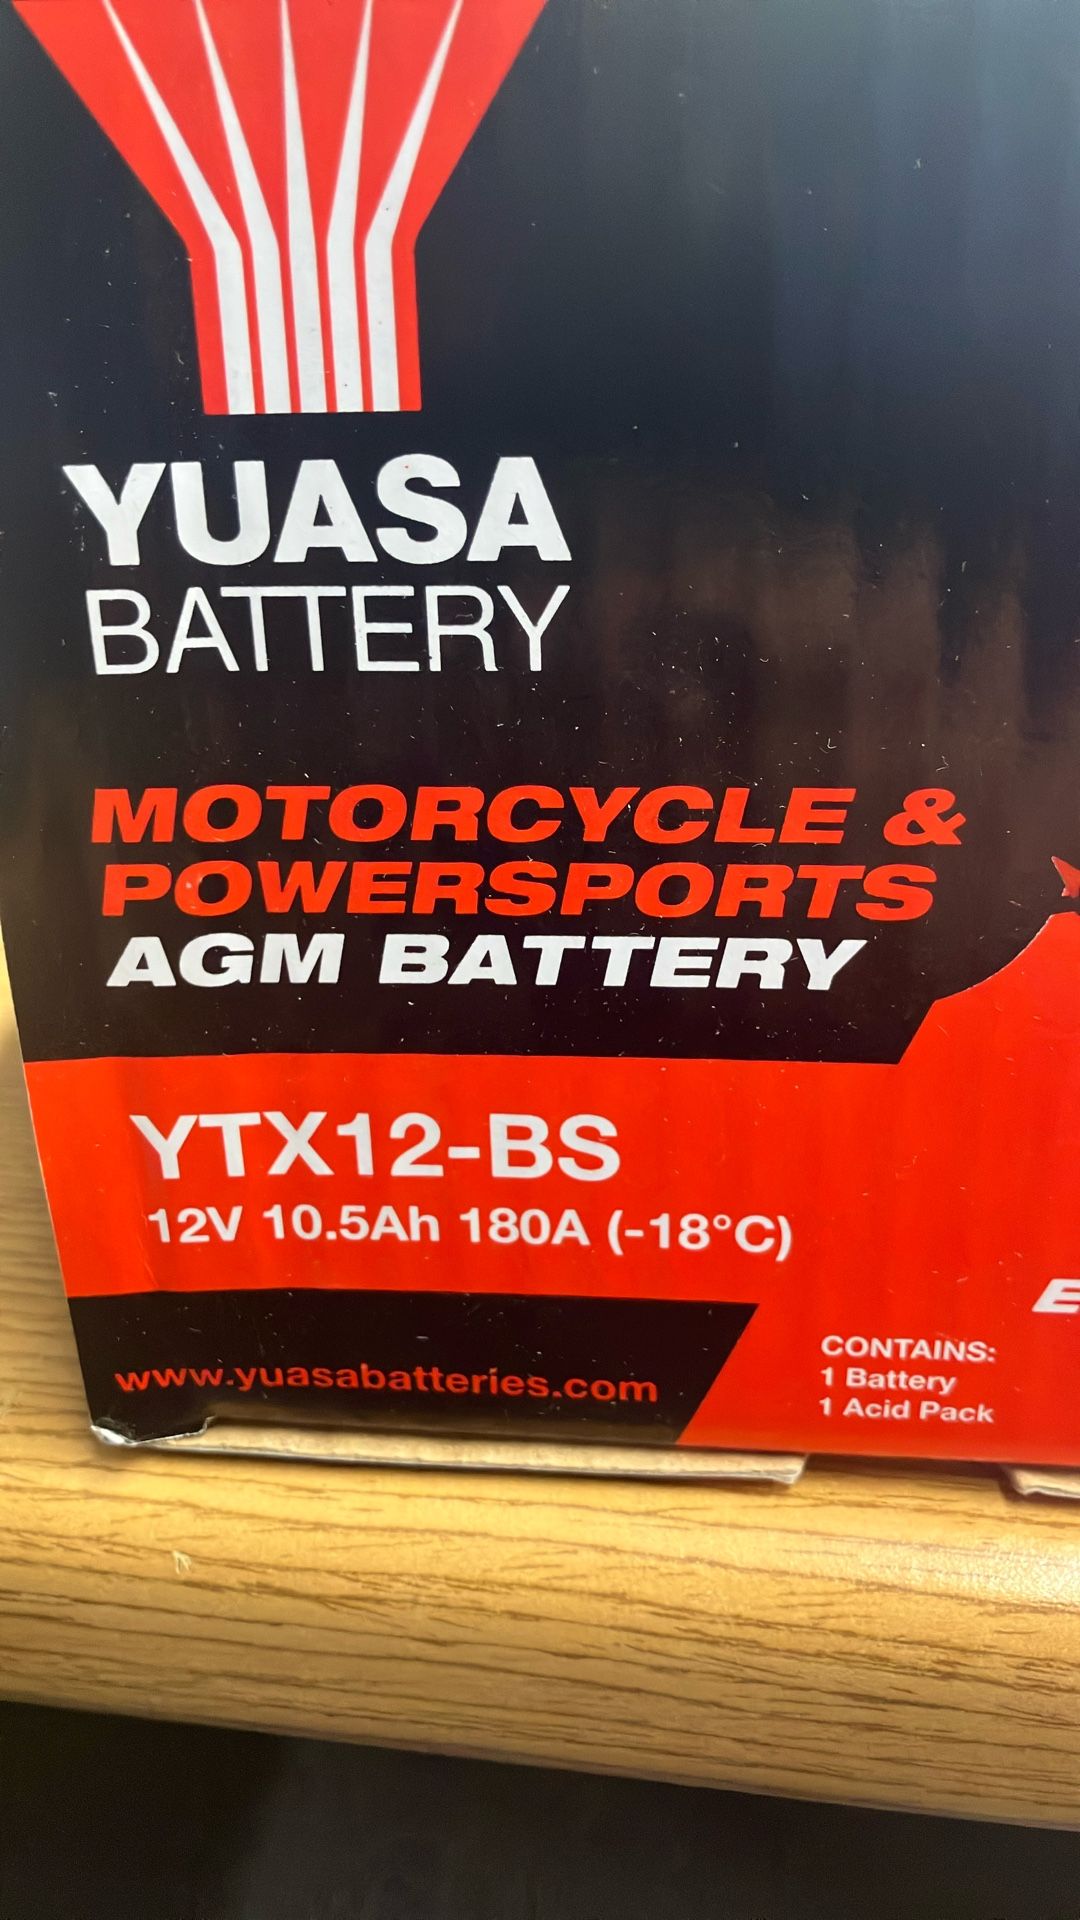 YUASA
BATTERY
MOTORCYCLE &
POWERSPORTS
AGM BATTERY
YTX12-BS
12V 10.5Ah 180A (-18°C)
www.yuasabatteries.com
E
CONTAINS:
1 Battery
1 Acid Pack